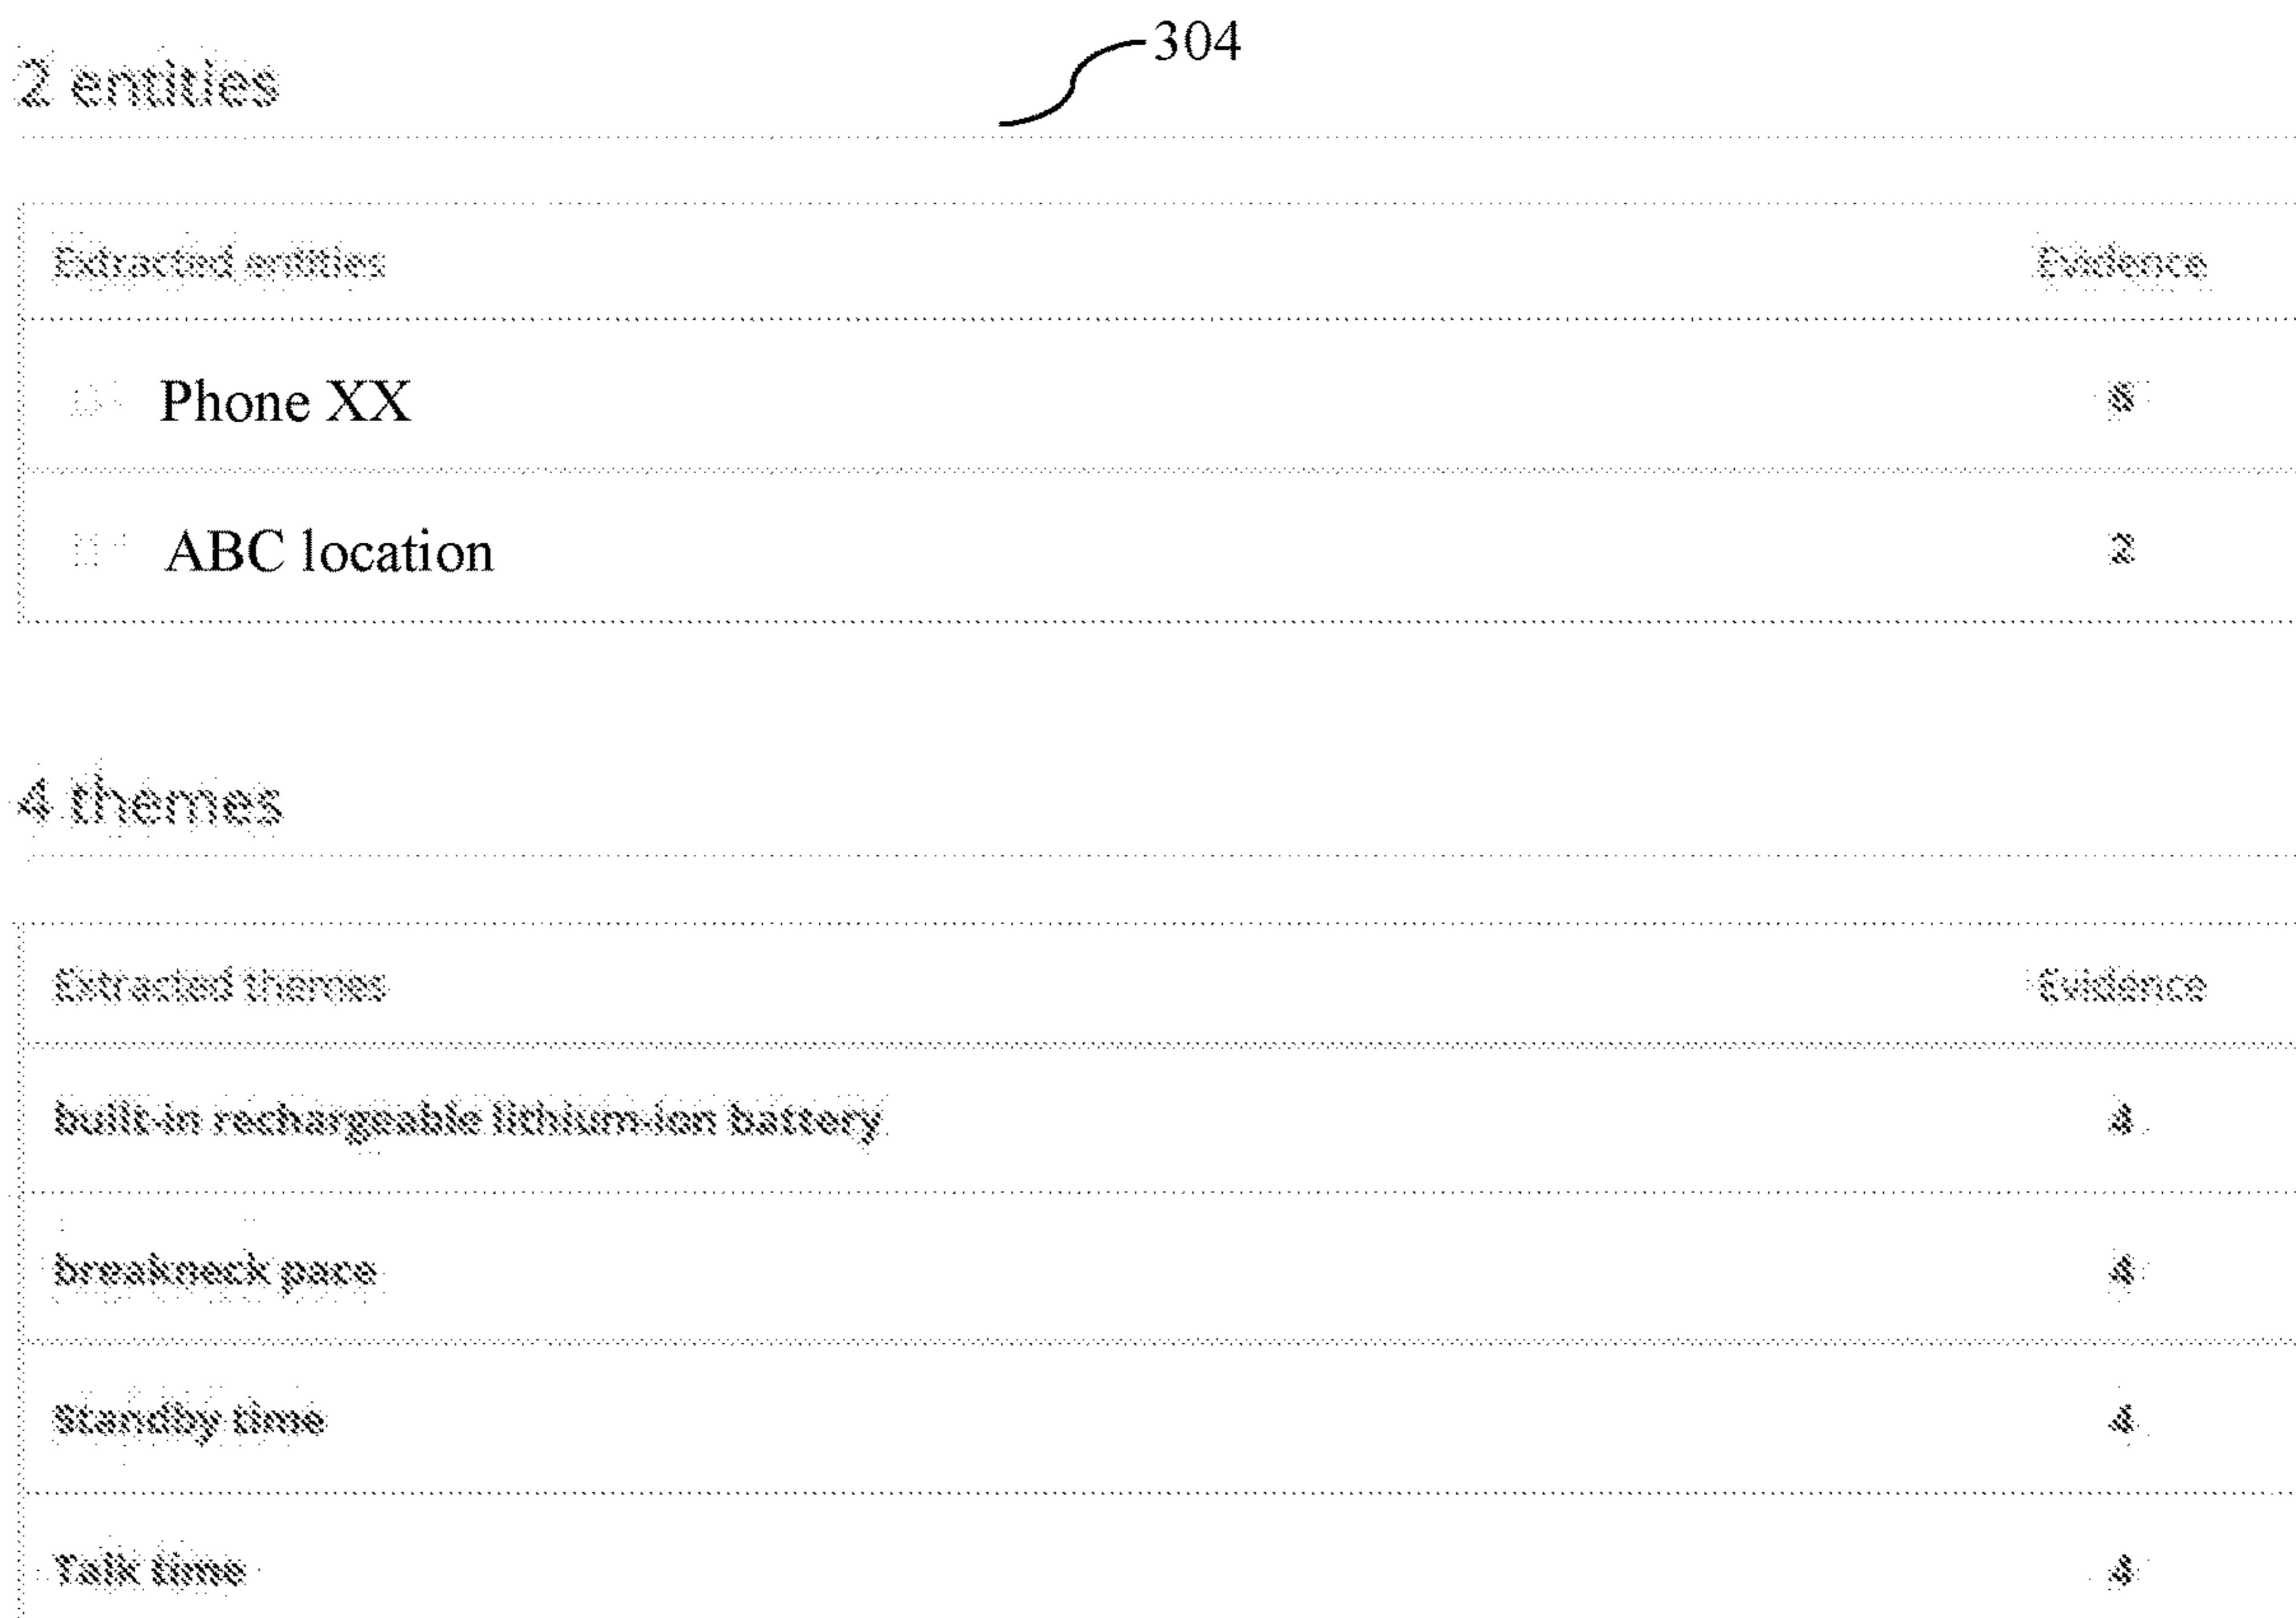 304
2 entities
Extracted entities Evidence
Phone XX
ABC location 2
4 themes
Extracted themes Evidence
built-in rechargeable lithium-ion battery 4
breakneck pace 4
Standby time 4
Talk time 4